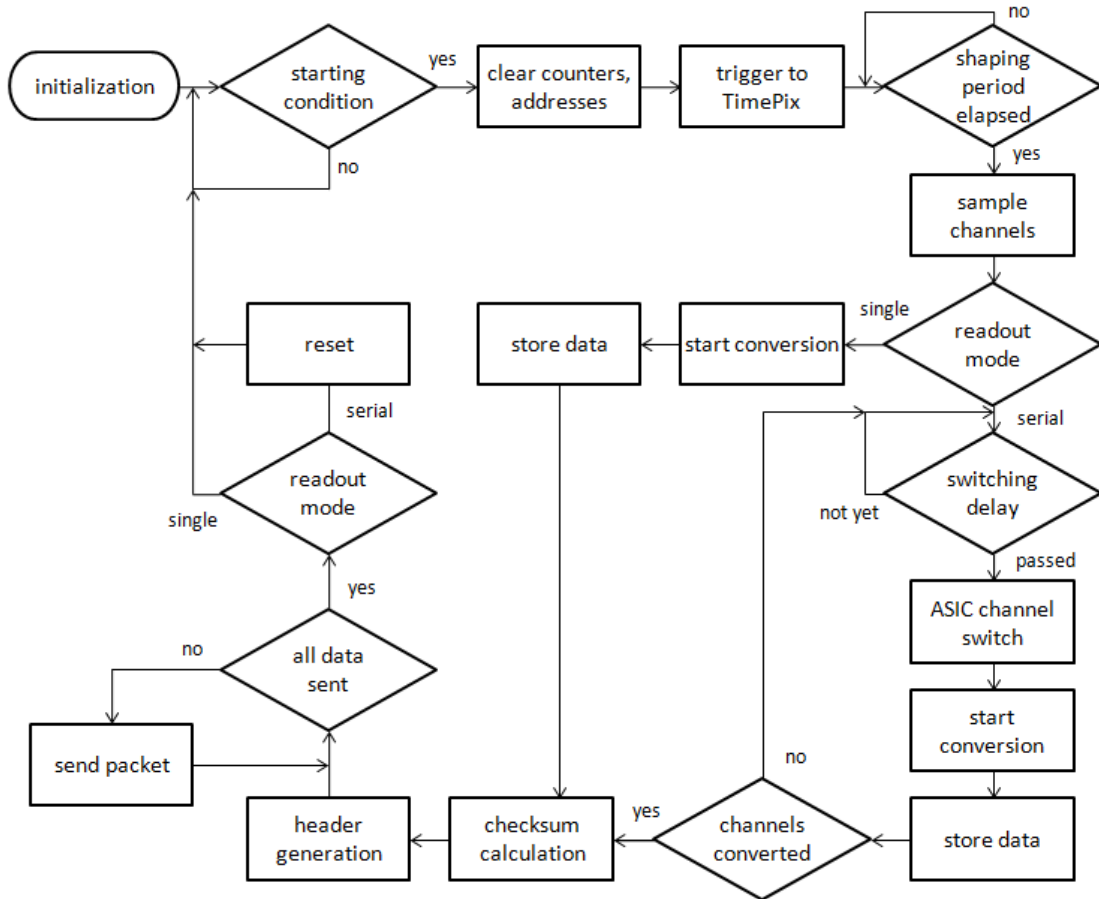 no
initialization
starting
condition
yes
clear counters,
addresses
trigger to
TimePix
shaping
period
elapsed
no
yes
sample
channels
single
readout
mode
start conversion
store data
reset
serial
serial
readout
mode
single
switching
delay
not yet
passed
yes
ASIC channel
switch
no
all data
sent
start
conversion
send packet
no
yes
header
generation
checksum
calculation
channels
converted
store data